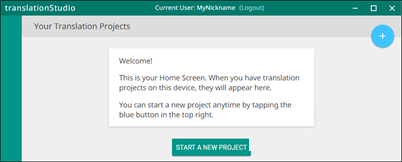 translationStudio
Current User: MyNickname (Logout)
Your Translation Projects
Welcome!
This is your Home Screen. When you have translation
projects on this device, they will appear here.
You can start a new project anytime by tapping the
blue button in the top right.
START A NEW PROJECT